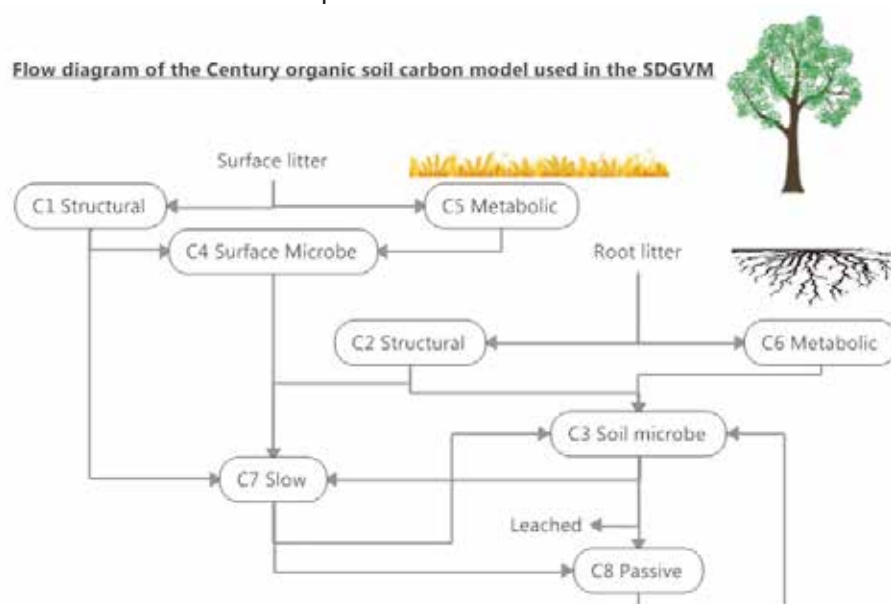 Flow diagram of the Century organic soil carbon model used in the SDGVM
Surface litter
C1 Structural
C5 Metabolic
C4 Surface Microbe
Root litter
C2 Structural
C6 Metabolic
C3 Soil microbe
C7 Slow
Leached
C8 Passive